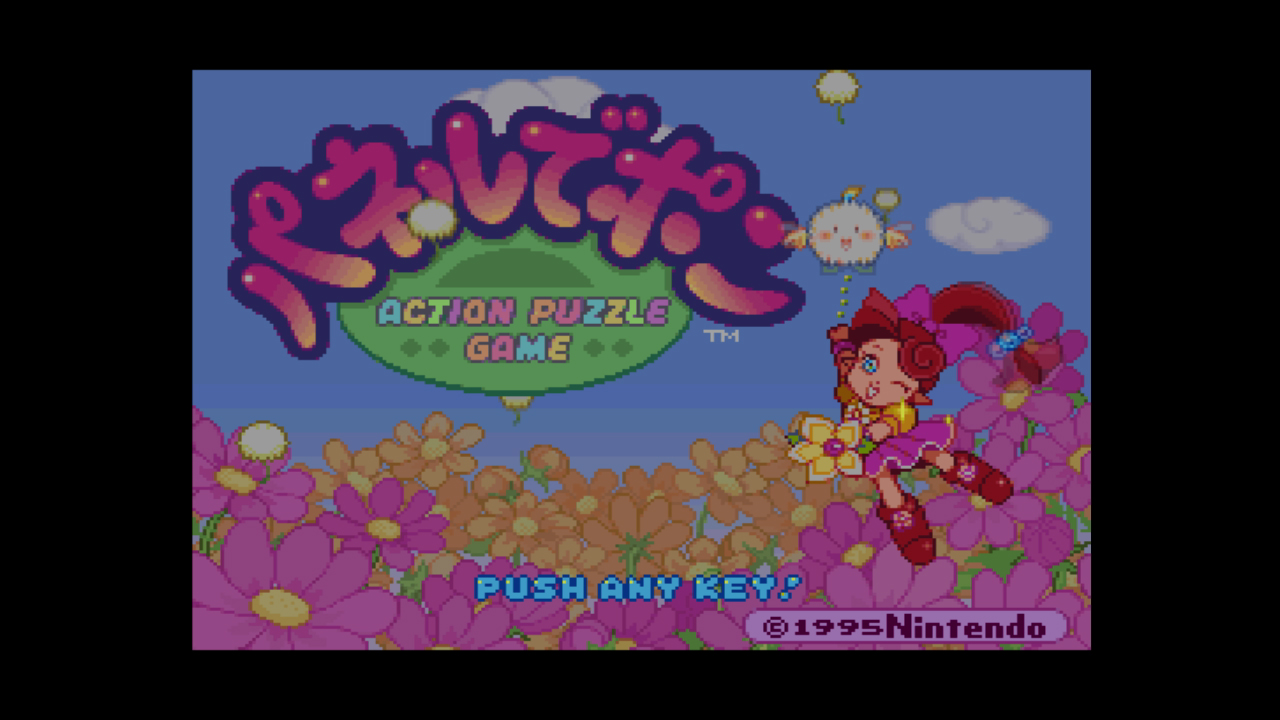 パネルでポン
ACTION PUZZLE
GAME
TM
PUSH ANY KEY!
©1995Nintendo